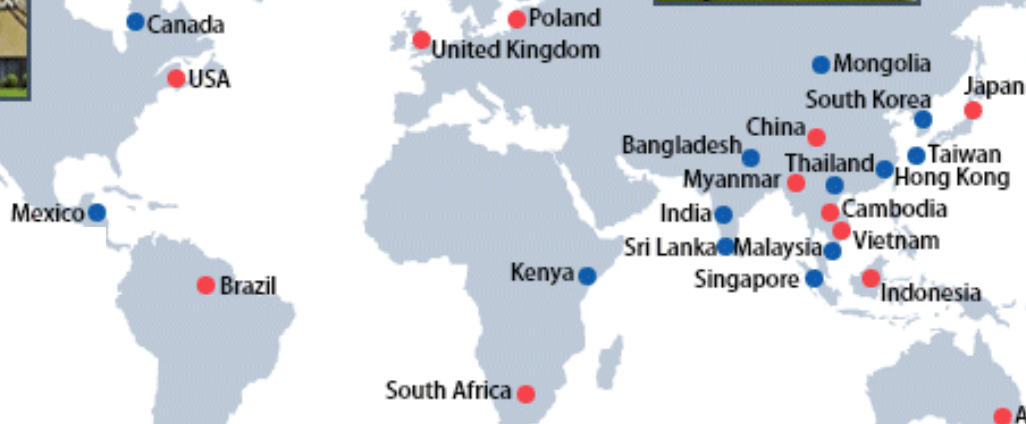 Poland
Canada
United Kingdom
Mongolia
USA
Japan
South Korea
China
Bangladesh
Taiwan
Thailand
Hong Kong
Myanmar
India
Cambodia
Mexico
Vietnam
Sri Lanka
Malaysia
Kenya
Singapore
Brazil
Indonesia
South Africa
A